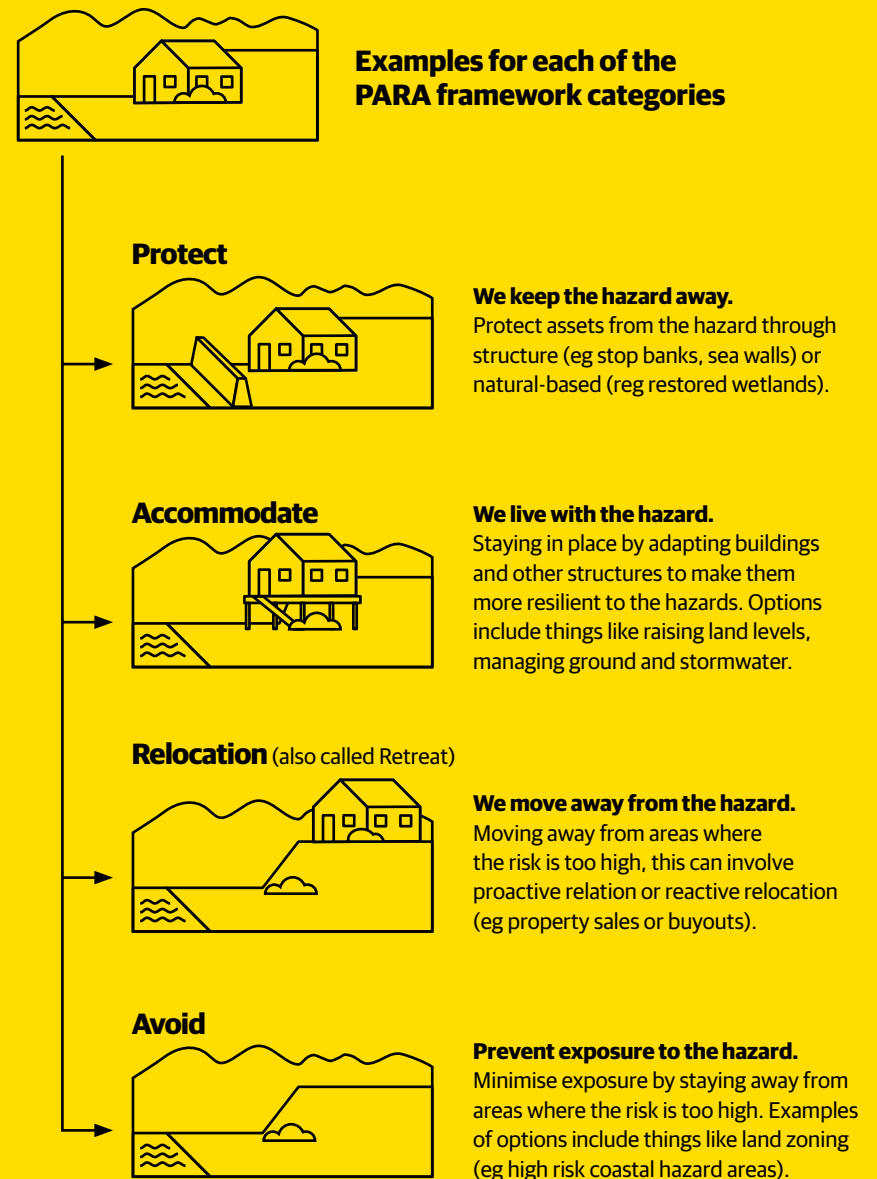 Examples for each of the
PARA framework categories
Protect
We keep the hazard away.
Protect assets from the hazard through
structure (eg stop banks, sea walls) or
natural-based (reg restored wetlands).
Accommodate
We live with the hazard.
Staying in place by adapting buildings
and other structures to make them
more resilient to the hazards. Options
include things like raising land levels,
managing ground and stormwater.
Relocation (also called Retreat)
We move away from the hazard.
Moving away from areas where
the risk is too high, this can involve
proactive relation or reactive relocation
(eg property sales or buyouts).
Avoid
Prevent exposure to the hazard.
Minimise exposure by staying away from
areas where the risk is too high. Examples
of options include things like land zoning
(eg high risk coastal hazard areas).